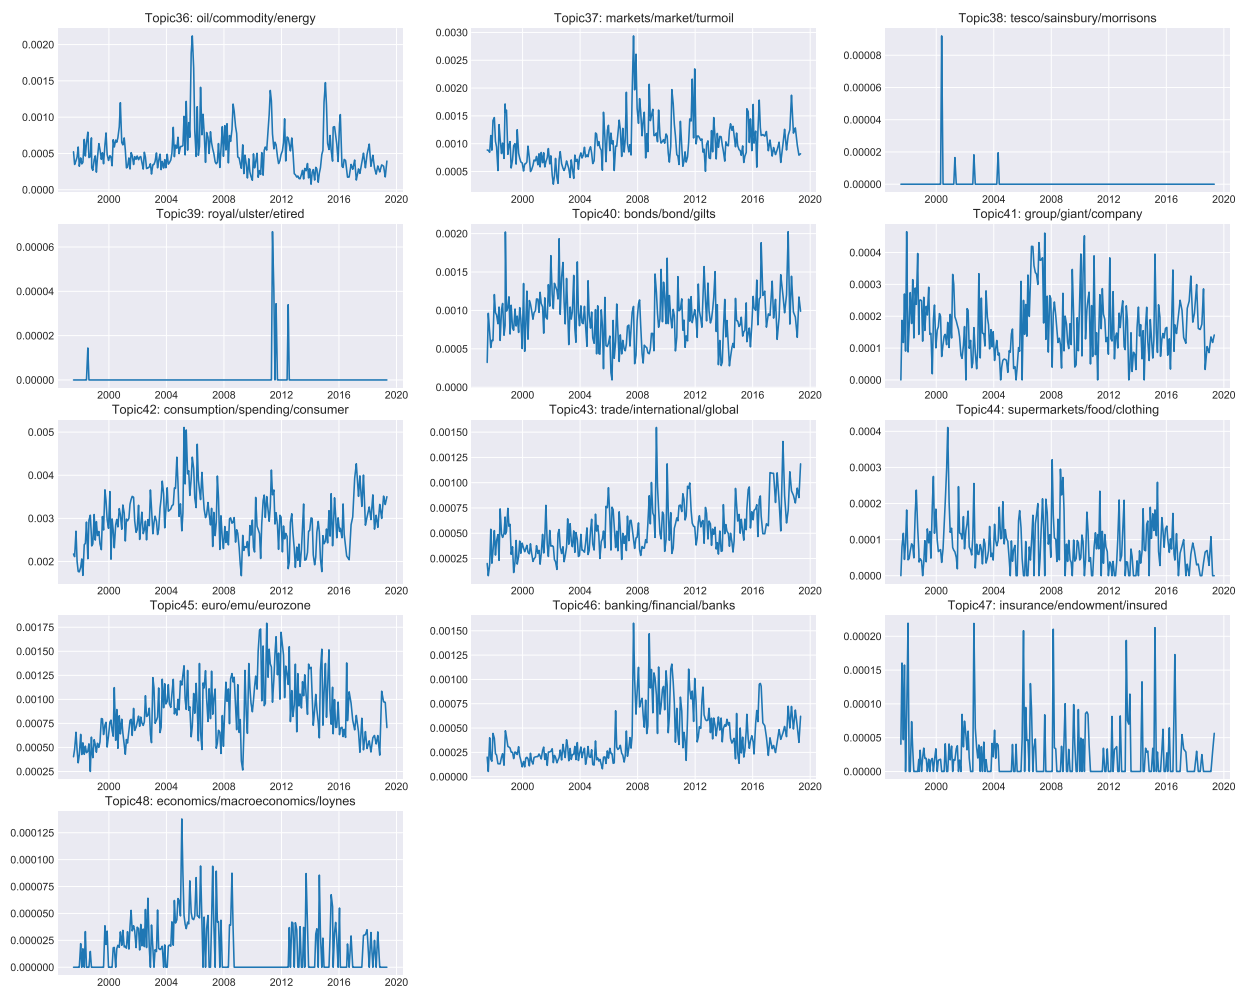 Topic36: oil/commodity/energy
0.0020
0.0015
0.0010
0.0005
0.0000
2000 2004 2008 2012 2016 2020
Topic37: markets/market/turmoil
0.0030
0.0025
0.0020
0.0015
0.0010
0.0005
2000 2004 2008 2012 2016 2020
Topic38: tesco/sainsbury/morrisons
0.00008
0.00006
0.00004
0.00002
0.00000
2000 2004 2008 2012 2016 2020
Topic39: royal/ulster/etired
0.00006
0.00004
0.00002
0.00000
2000 2004 2008 2012 2016 2020
Topic40: bonds/bond/gilts
0.0020
0.0015
0.0010
0.0005
0.0000
2000 2004 2008 2012 2016 2020
Topic41: group/giant/company
0.0004
0.0003
0.0002
0.0001
0.0000
2000 2004 2008 2012 2016 2020
Topic42: consumption/spending/consumer
0.005
0.004
0.003
0.002
2000 2004 2008 2012 2016 2020
Topic43: trade/international/global
0.00150
0.00125
0.00100
0.00075
0.00050
0.00025
2000 2004 2008 2012 2016 2020
Topic44: supermarkets/food/clothing
0.0004
0.0003
0.0002
0.0001
0.0000
2000 2004 2008 2012 2016 2020
Topic45: euro/emu/eurozone
0.00175
0.00150
0.00125
0.00100
0.00075
0.00050
0.00025
2000 2004 2008 2012 2016 2020
Topic46: banking/financial/banks
0.00150
0.00125
0.00100
0.00075
0.00050
0.00025
0.00000
2000 2004 2008 2012 2016 2020
Topic47: insurance/endowment/insured
0.00020
0.00015
0.00010
0.00005
0.00000
2000 2004 2008 2012 2016 2020
Topic48: economics/macroeconomics/loynes
0.000125
0.000100
0.000075
0.000050
0.000025
0.000000
2000 2004 2008 2012 2016 2020